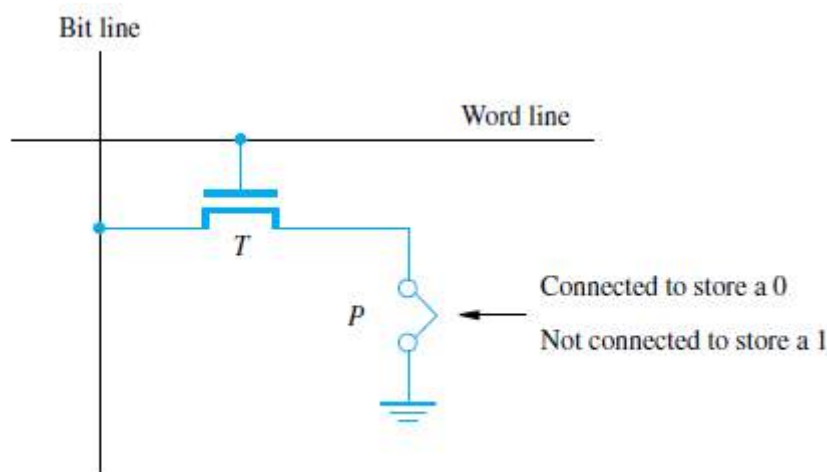 Bit line
Word line
T
P
Connected to store a 0
Not connected to store a 1